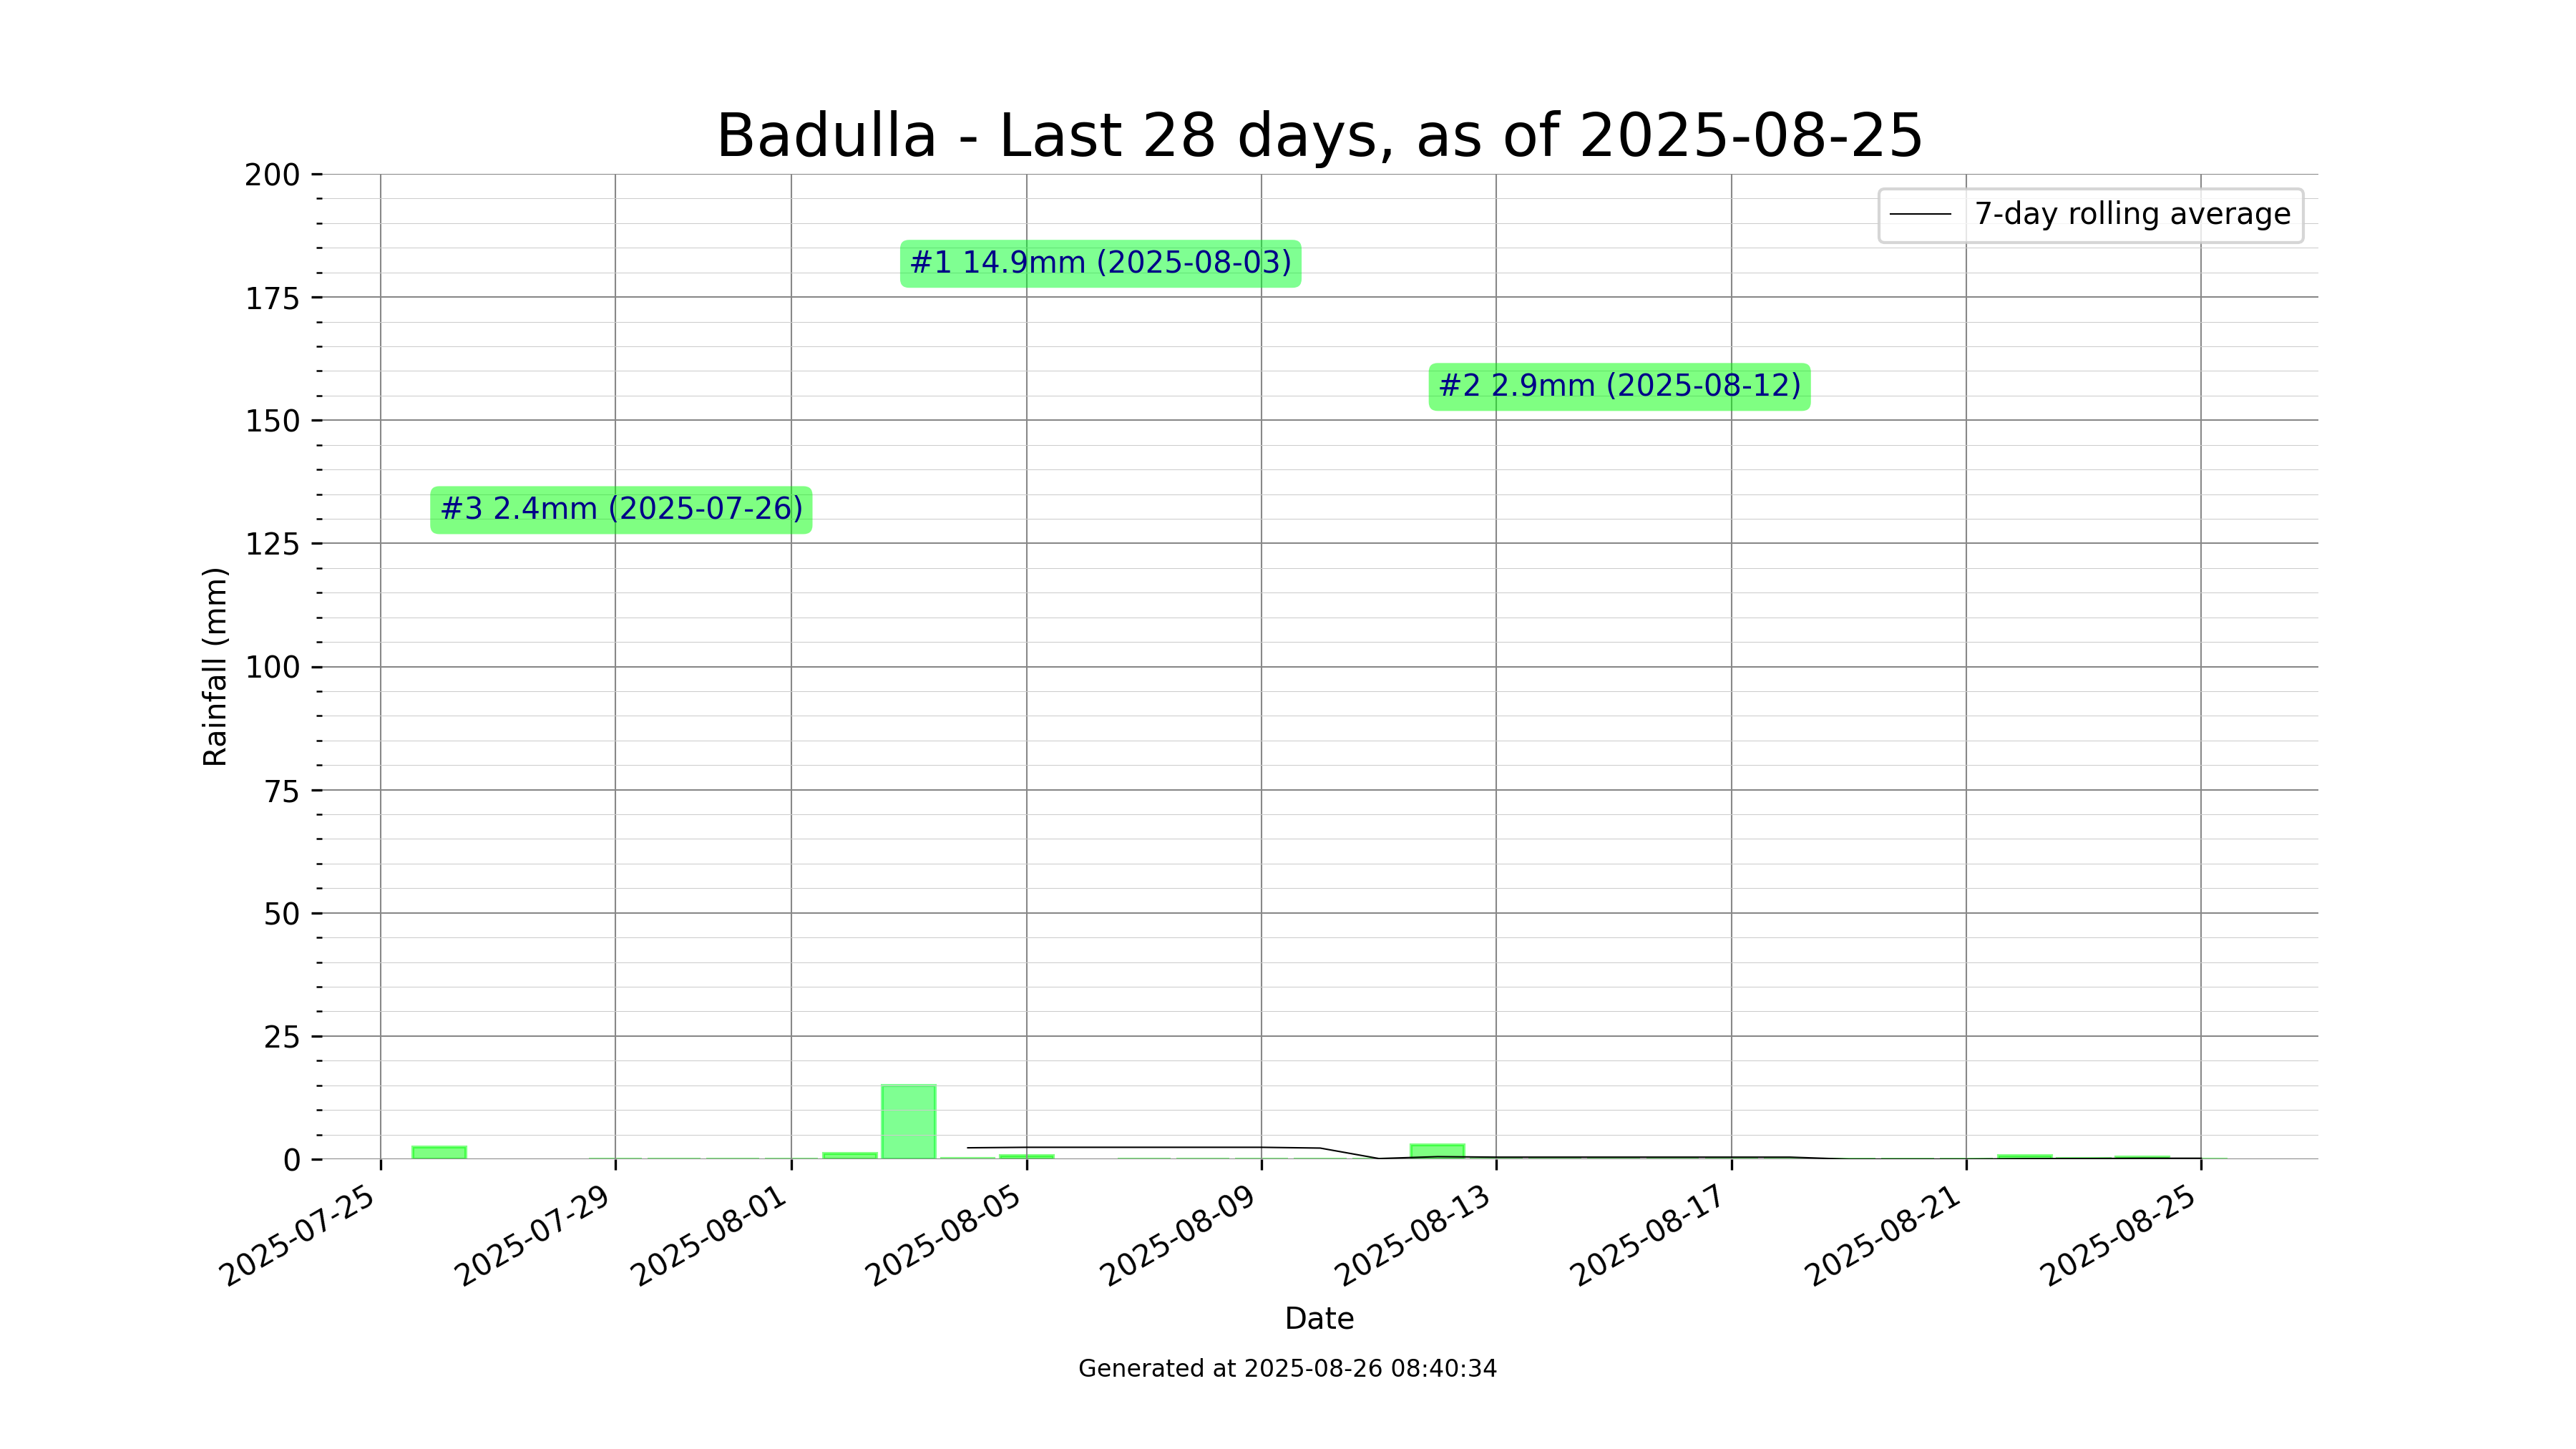 Badulla - Last 28 days, as of 2025-08-25
200
175
150
125
100
75
50
25
0
Rainfall (mm)
7-day rolling average
#1 14.9mm (2025-08-03)
#2 2.9mm (2025-08-12)
#3 2.4mm (2025-07-26)
2025-07-25
2025-07-29
2025-08-01
2025-08-05
2025-08-09
2025-08-13
2025-08-17
2025-08-21
2025-08-25
Date
Generated at 2025-08-26 08:40:34